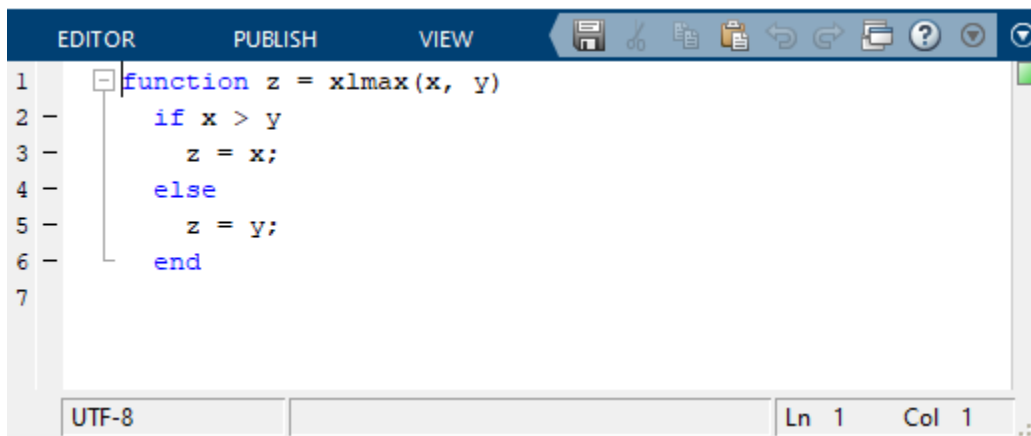 EDITOR PUBLISH VIEW
1 function z = xlmax(x, y)
2 - if x > y
3 - z = x;
4 - else
5 - z = y;
6 - end
7
UTF-8 Ln 1 Col 1